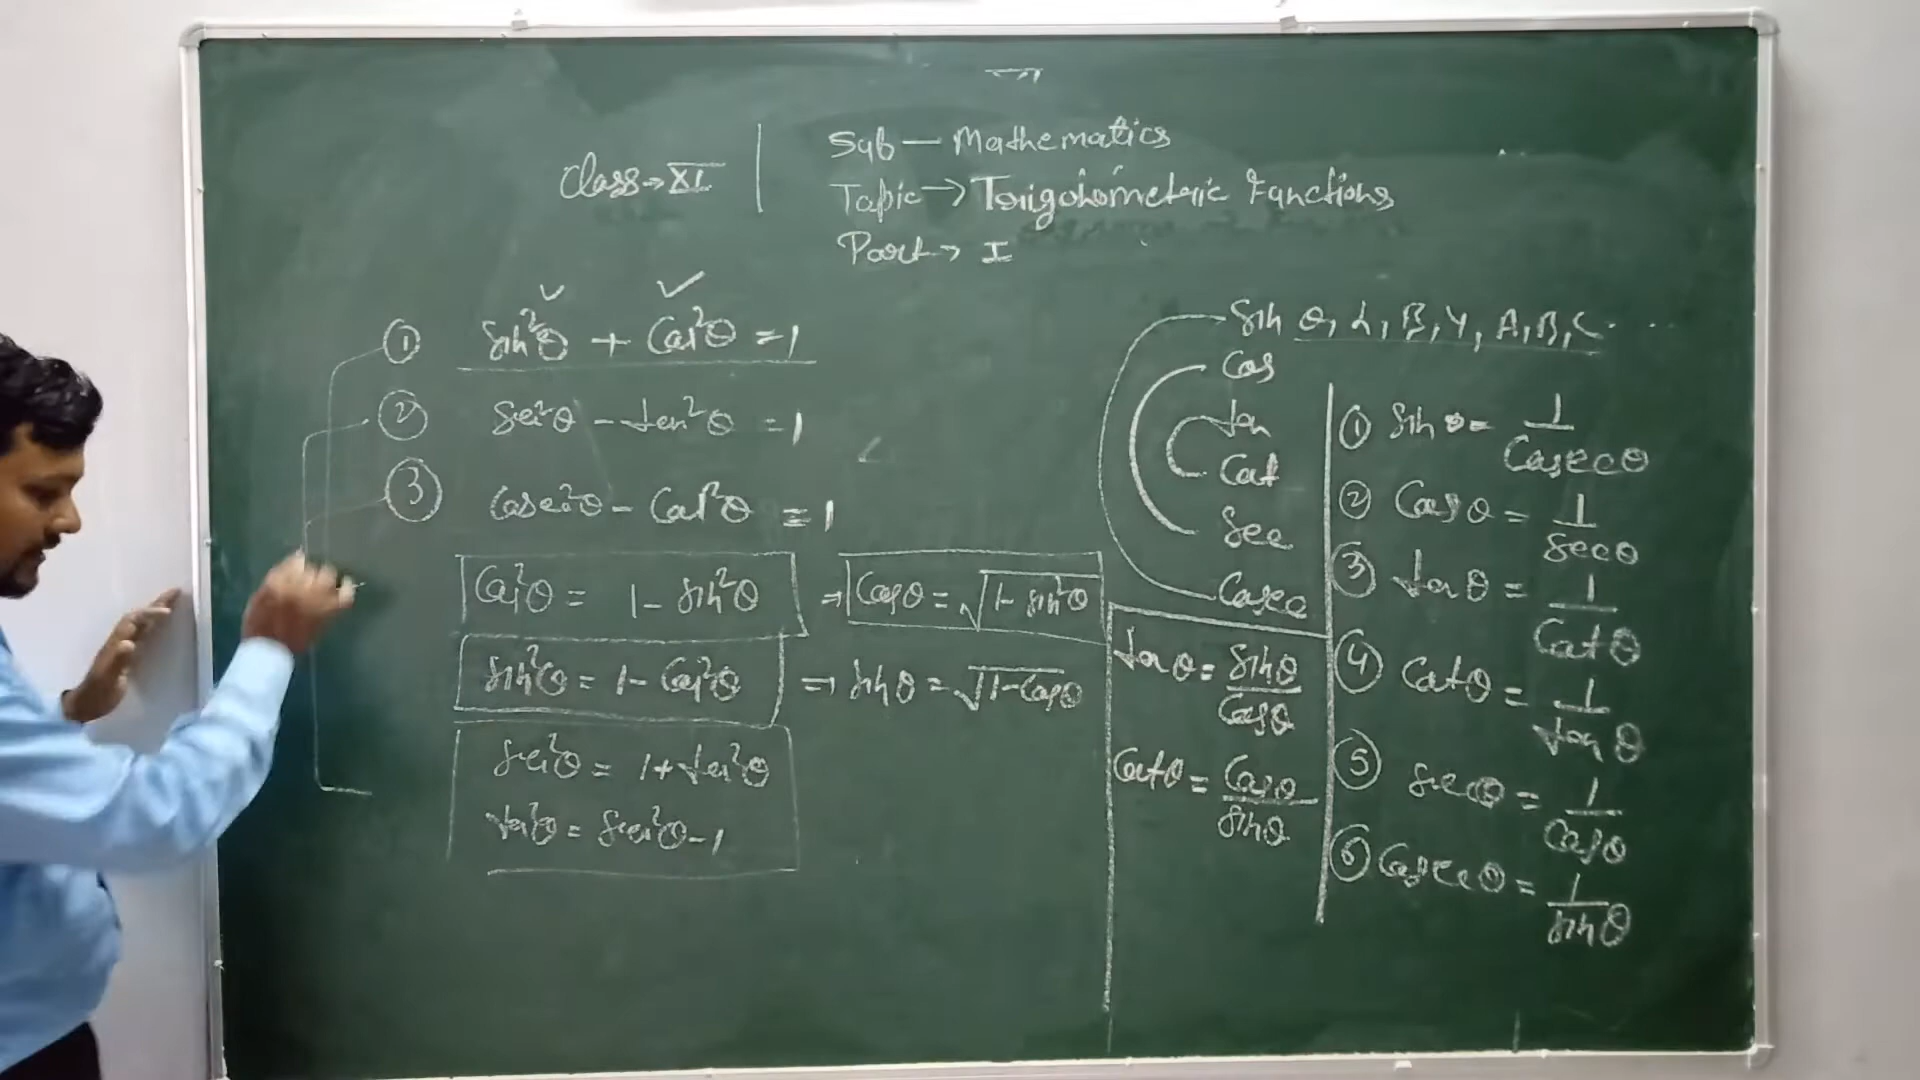 Class → XI
Sub — Mathematics
Topic → Trigonometric Functions
Part → I
① sin²θ + cos²θ = 1
② sec²θ - tan²θ = 1
③ cosec²θ - cot²θ = 1
cos²θ = 1 - sin²θ ⇒ cosθ = √(1 - sin²θ)
sin²θ = 1 - cos²θ ⇒ sinθ = √(1 - cosθ)
sec²θ = 1 + tan²θ
tan²θ = sec²θ - 1
sin θ, α, β, γ, A, B, C . . . .
cos
tan
cot
sec
cosec
tanθ = sinθ/cosθ
cotθ = cosθ/sinθ
① sinθ = 1/cosecθ
② cosθ = 1/secθ
③ tanθ = 1/cotθ
④ cotθ = 1/tanθ
⑤ secθ = 1/cosθ
⑥ cosecθ = 1/sinθ